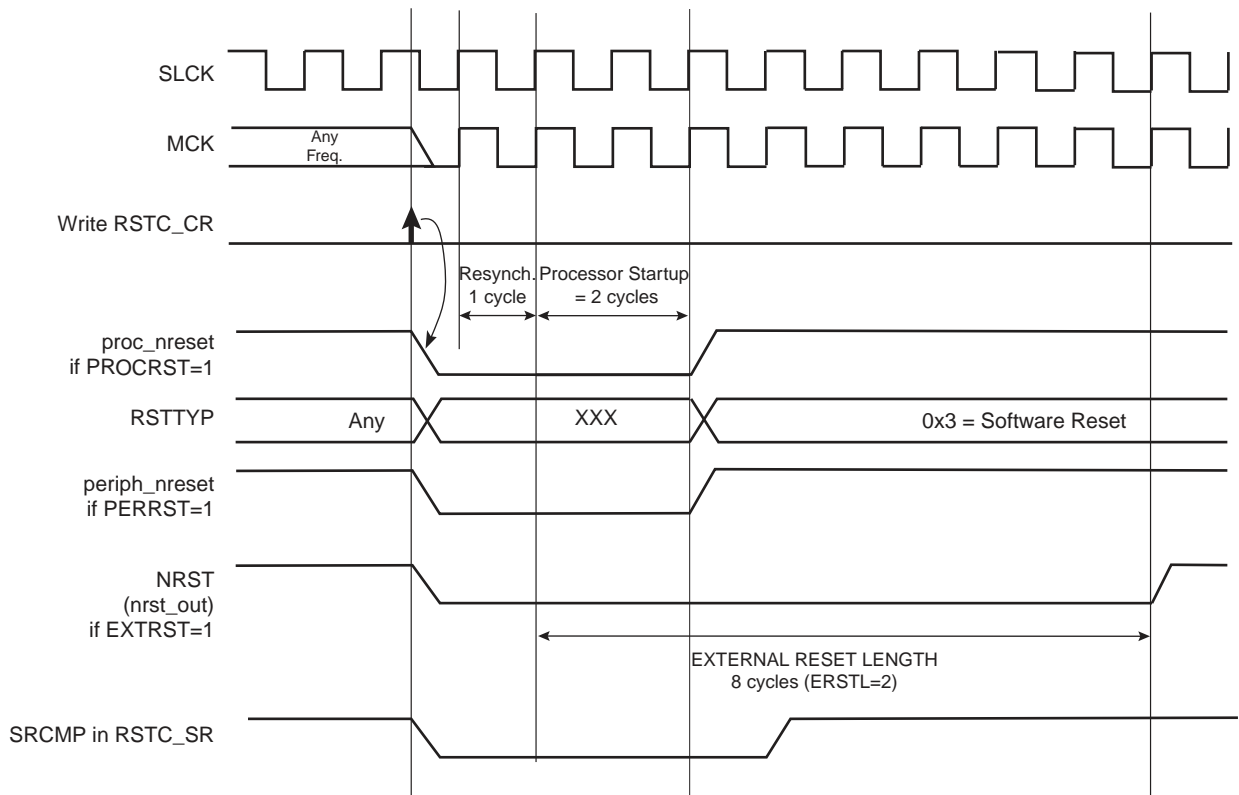 SLCK
MCK
Any
Freq.
Write RSTC_CR
Resynch.
1 cycle
Processor Startup
= 2 cycles
proc_nreset
if PROCRST=1
RSTTYP
Any
XXX
0x3 = Software Reset
periph_nreset
if PERRST=1
NRST
(nrst_out)
if EXTRST=1
EXTERNAL RESET LENGTH
8 cycles (ERSTL=2)
SRCMP in RSTC_SR